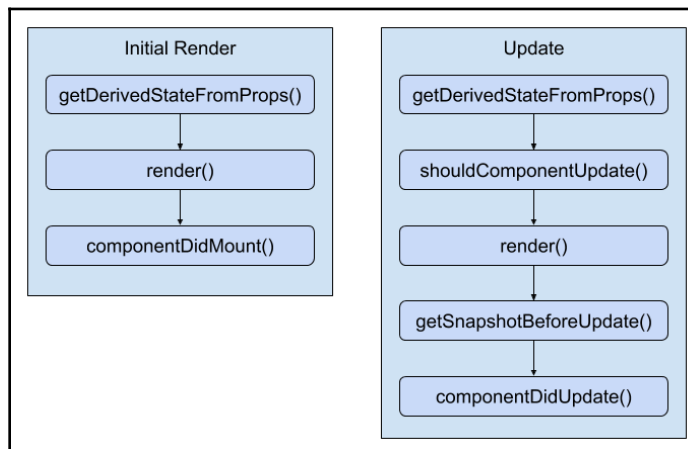 Initial Render
getDerivedStateFromProps()
render()
componentDidMount()
Update
getDerivedStateFromProps()
shouldComponentUpdate()
render()
getSnapshotBeforeUpdate()
componentDidUpdate()